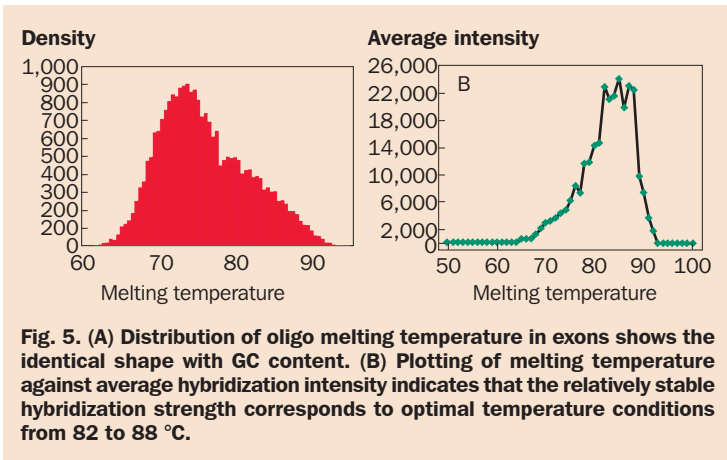 Density
1,000
900
800
700
600
500
400
300
200
200
0
60 70 80 90
Melting temperature
Average intensity
26,000
22,000
18,000
14,000
10,000
6,000
2,000
0
B
50 60 70 80 90 100
Melting temperature
Fig. 5. (A) Distribution of oligo melting temperature in exons shows the
identical shape with GC content. (B) Plotting of melting temperature
against average hybridization intensity indicates that the relatively stable
hybridization strength corresponds to optimal temperature conditions
from 82 to 88 °C.